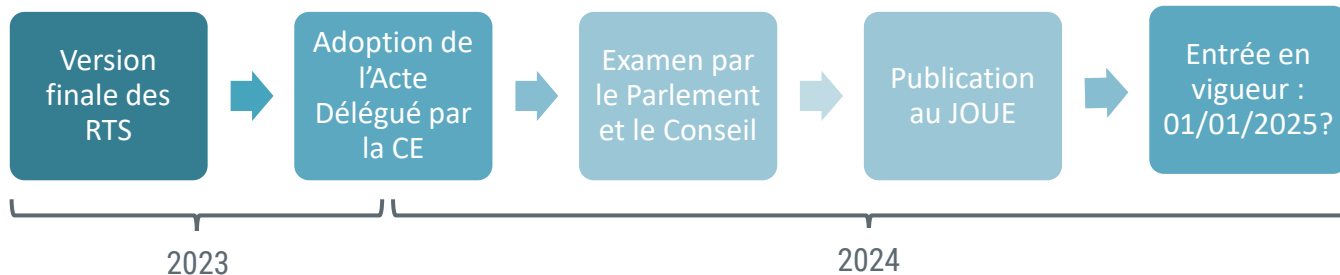 Version
finale des
RTS
Adoption de
l'Acte
Délégué par
la CE
Examen par
le Parlement
et le Conseil
Publication
au JOUE
Entrée en
vigueur :
01/01/2025?
2023
2024